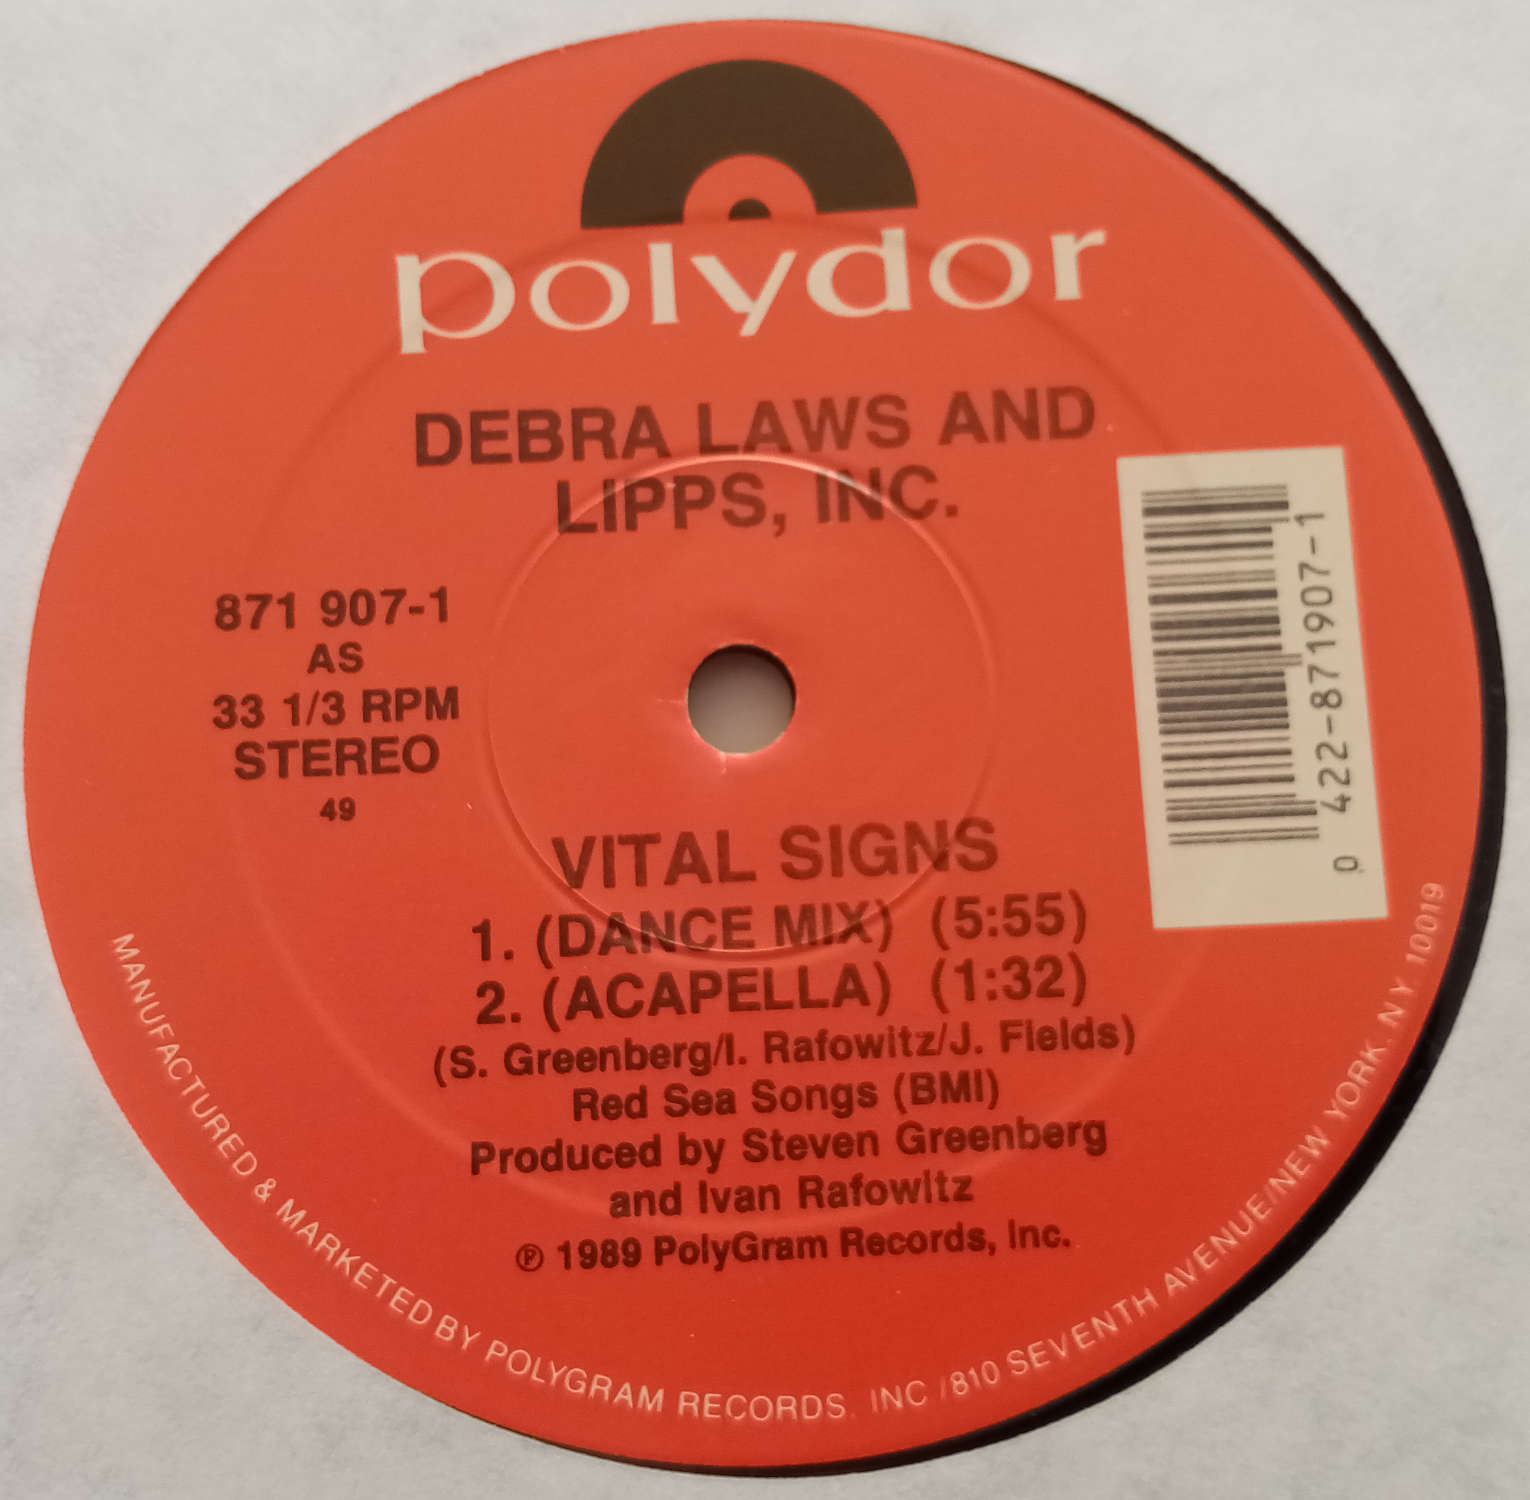 polydor
DEBRA LAWS AND
LIPPS, INC.
871 907-1
AS
33 1/3 RPM
STEREO
49
0 422-871907-1
VITAL SIGNS
1. (DANCE MIX) (5:55)
2. (ACAPELLA) (1:32)
(S. Greenberg/I. Rafowitz/J. Fields)
Red Sea Songs (BMI)
Produced by Steven Greenberg
and Ivan Rafowitz
℗ 1989 PolyGram Records, Inc.
MANUFACTURED & MARKETED BY POLYGRAM RECORDS, INC /810 SEVENTH AVENUE/NEW YORK, N.Y. 10019